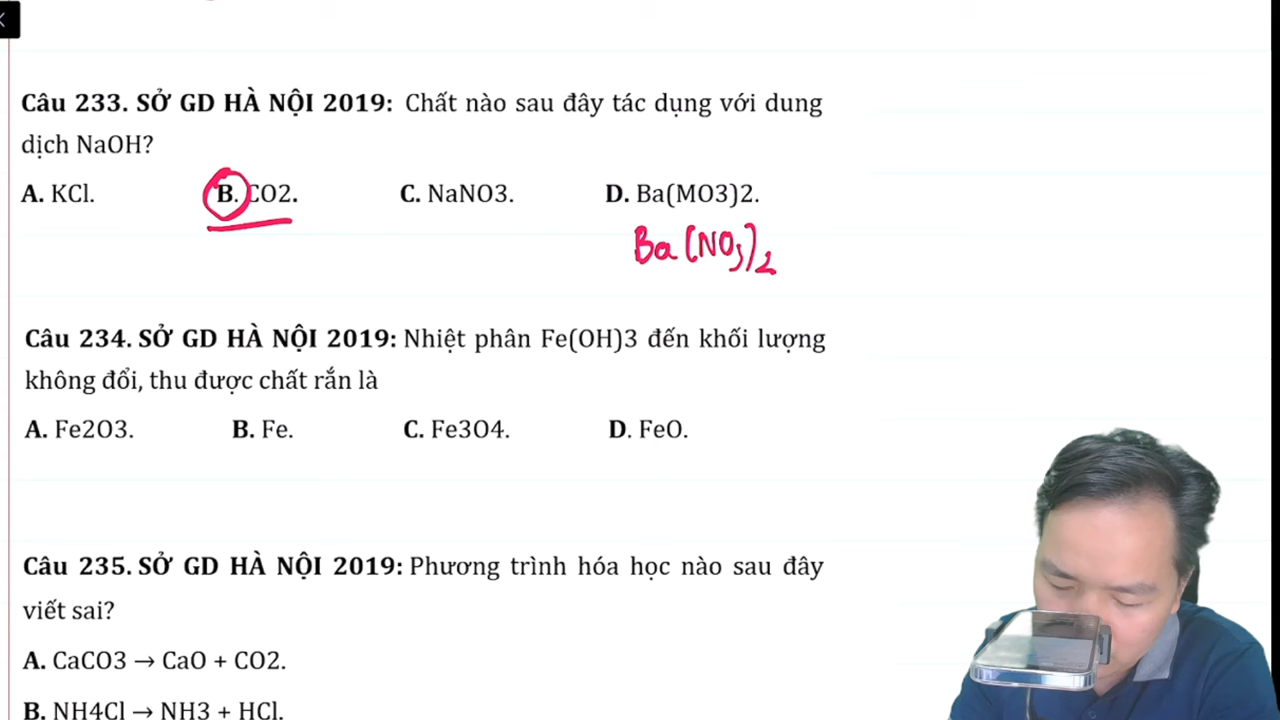 Câu 233. SỞ GD HÀ NỘI 2019: Chất nào sau đây tác dụng với dung
dịch NaOH?
A. KCl. B. CO2. C. NaNO3. D. Ba(MO3)2.
Ba(NO3)2
Câu 234. SỞ GD HÀ NỘI 2019: Nhiệt phân Fe(OH)3 đến khối lượng
không đổi, thu được chất rắn là
A. Fe2O3. B. Fe. C. Fe3O4. D. FeO.
Câu 235. SỞ GD HÀ NỘI 2019: Phương trình hóa học nào sau đây
viết sai?
A. CaCO3 → CaO + CO2.
B. NH4Cl → NH3 + HCl.